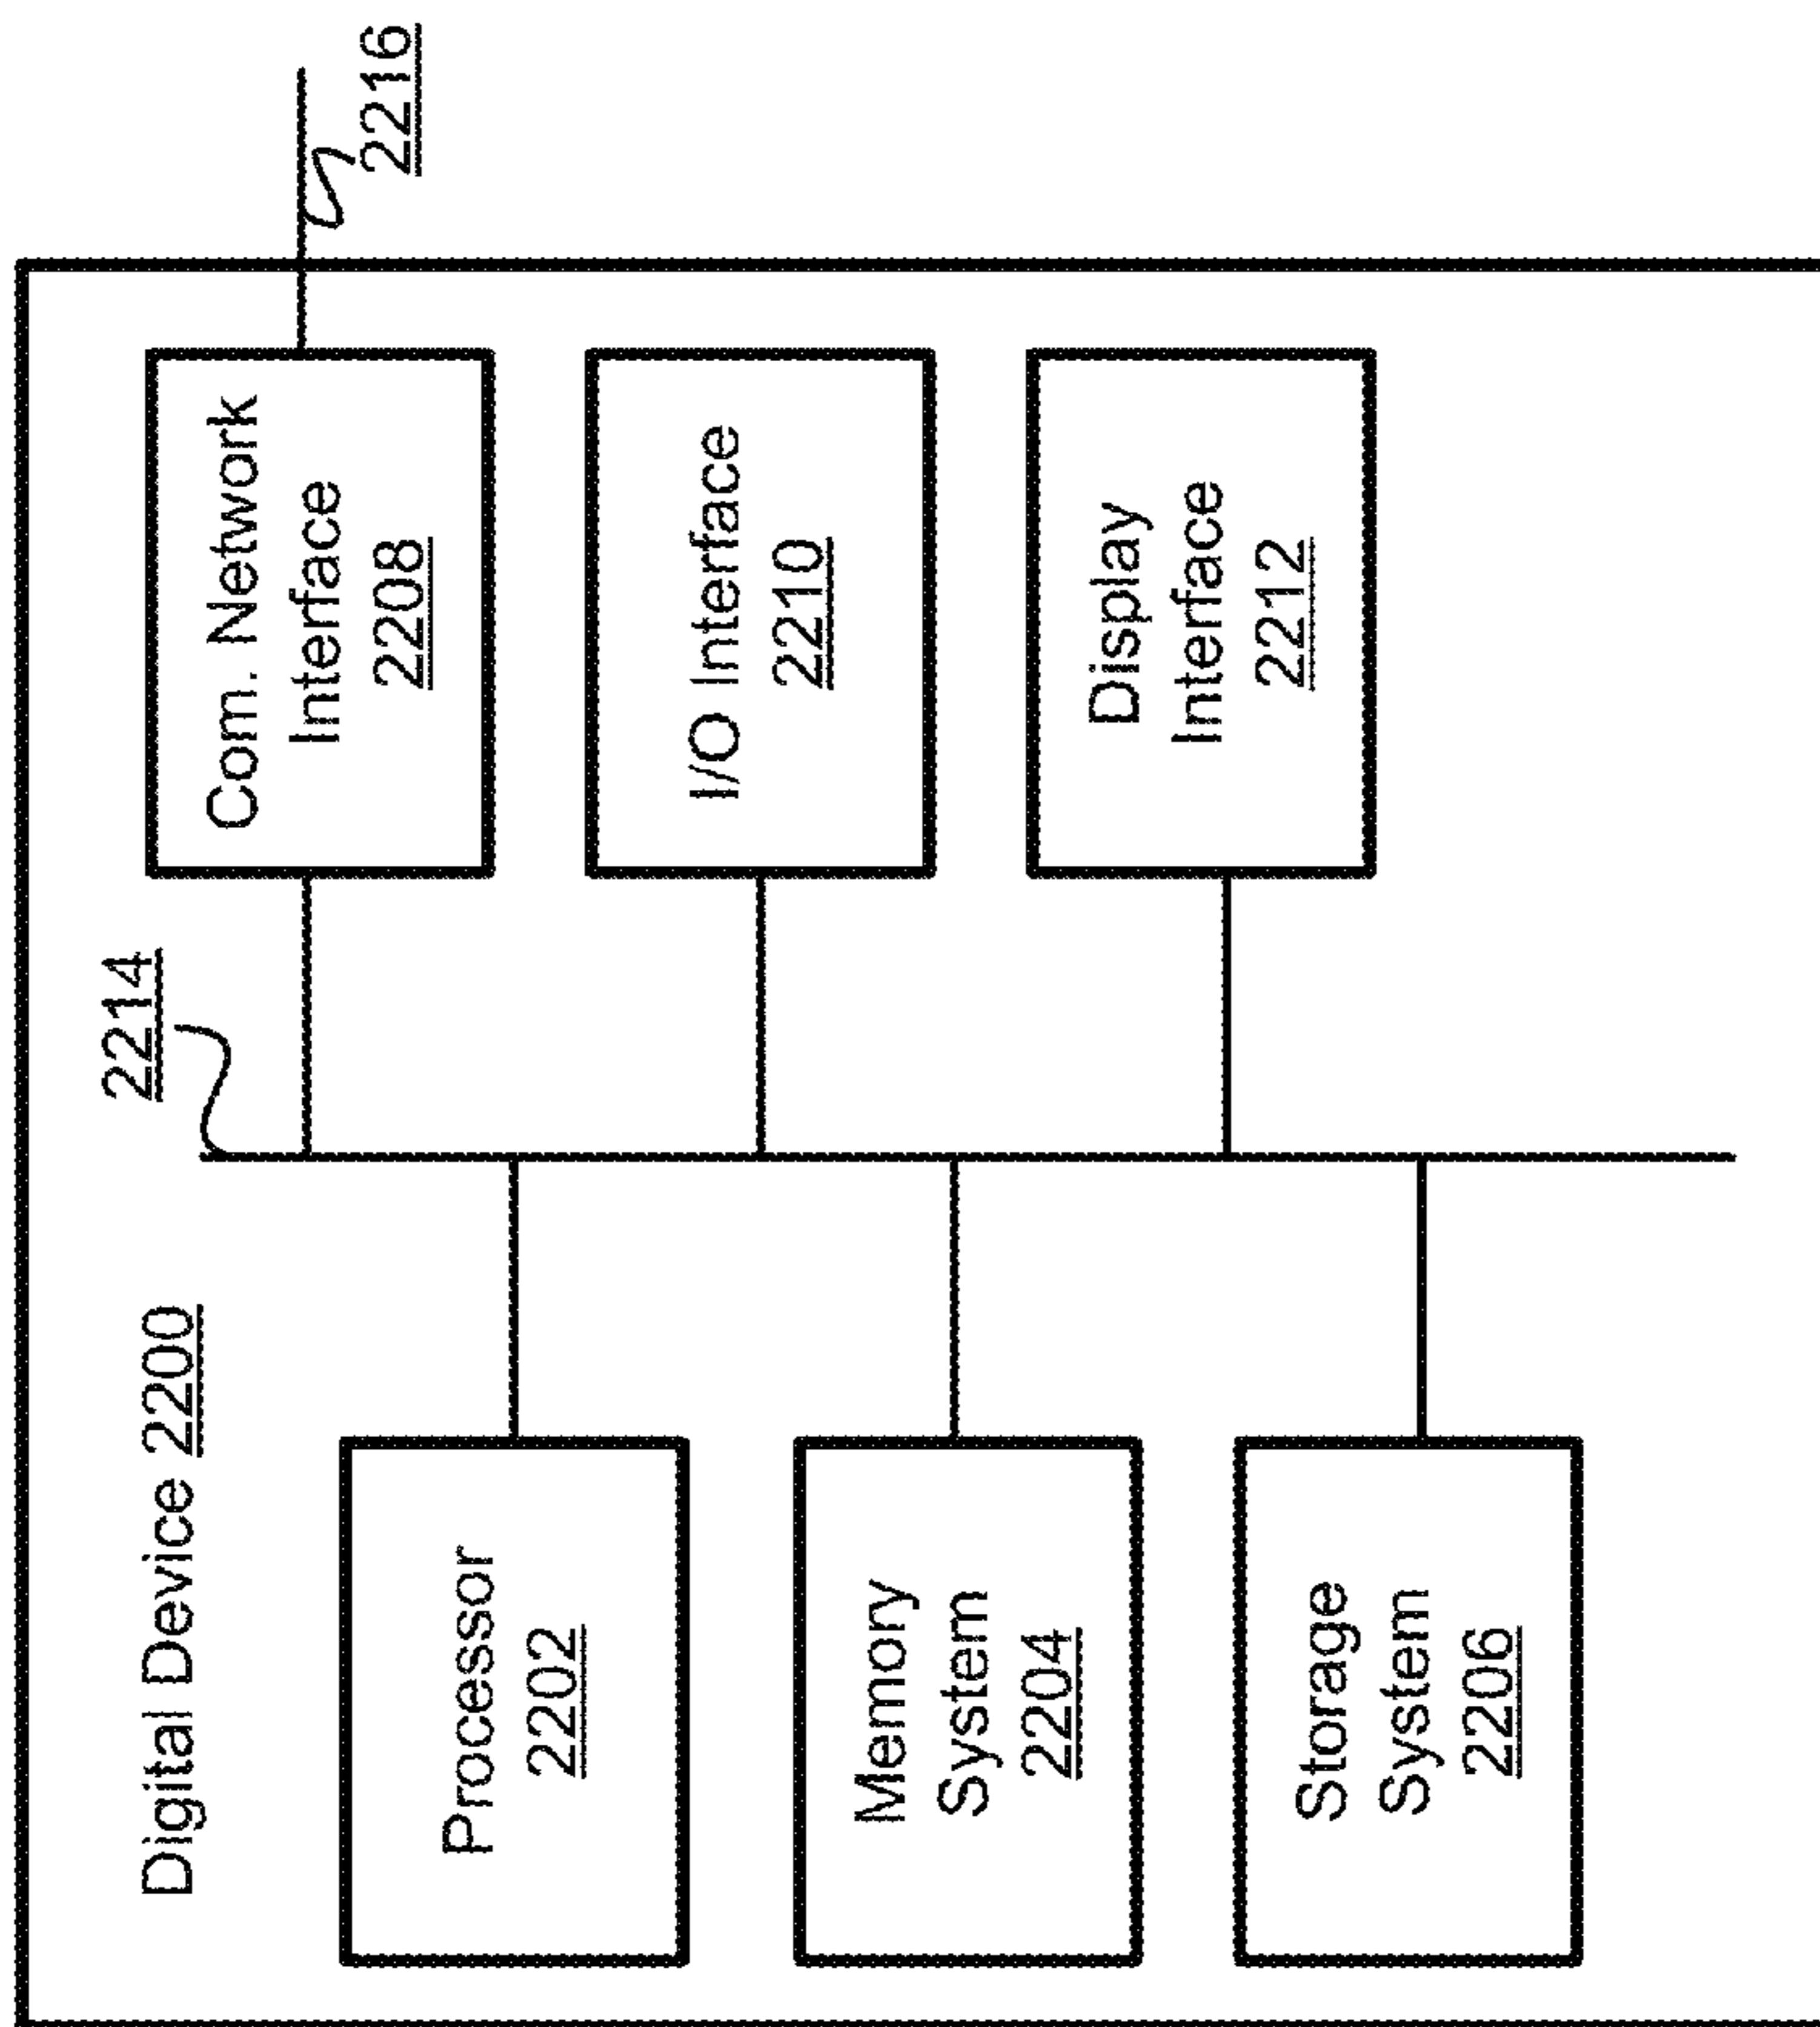 Digital Device 2200
2214
2216
Processor
2202
Memory
System
2204
Storage
System
2206
Com. Network
Interface
2208
I/O Interface
2210
Display
Interface
2212